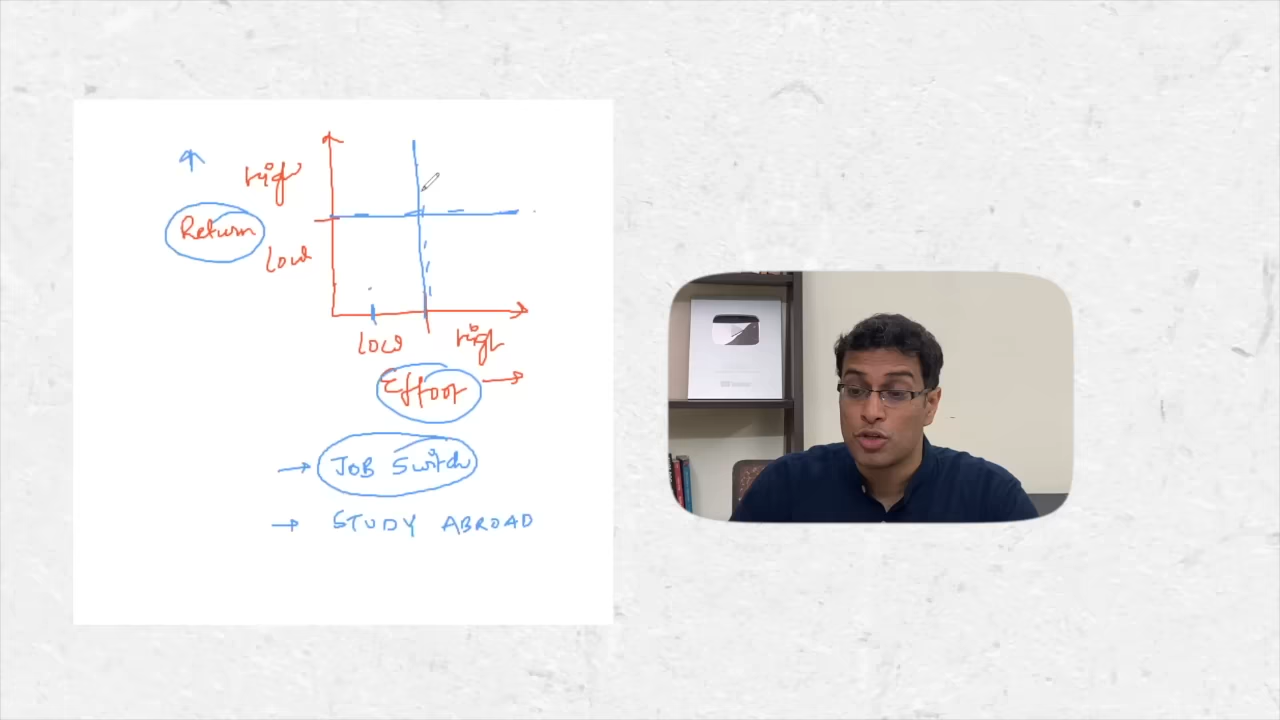 High
Return
Low
Low High
Effort
→ JOB Switch
→ STUDY ABROAD